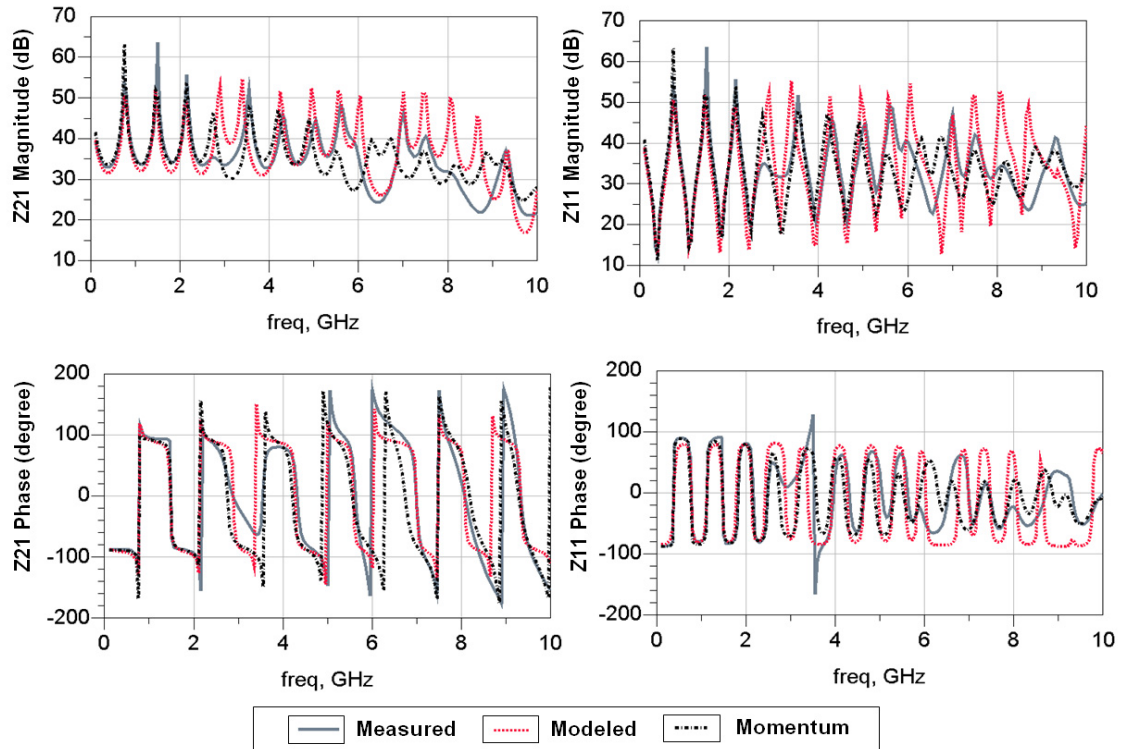 Z21 Magnitude (dB)
70
60
50
40
30
20
10
0 2 4 6 8 10
freq, GHz
Z11 Magnitude (dB)
70
60
50
40
30
20
10
0 2 4 6 8 10
freq, GHz
Z21 Phase (degree)
200
100
0
-100
-200
0 2 4 6 8 10
freq, GHz
Z11 Phase (degree)
200
100
0
-100
-200
0 2 4 6 8 10
freq, GHz
Measured Modeled Momentum